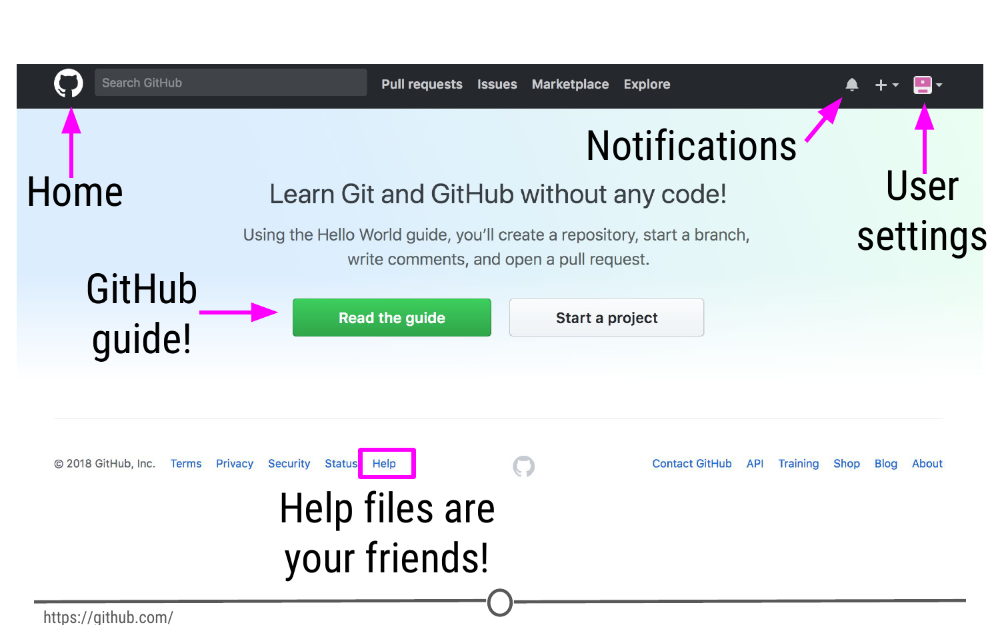 Search GitHub
Pull requests Issues Marketplace Explore
Notifications
Home
User
settings
Learn Git and GitHub without any code!
Using the Hello World guide, you’ll create a repository, start a branch,
write comments, and open a pull request.
GitHub
guide!
Read the guide
Start a project
© 2018 GitHub, Inc. Terms Privacy Security Status Help
Contact GitHub API Training Shop Blog About
Help files are
your friends!
https://github.com/